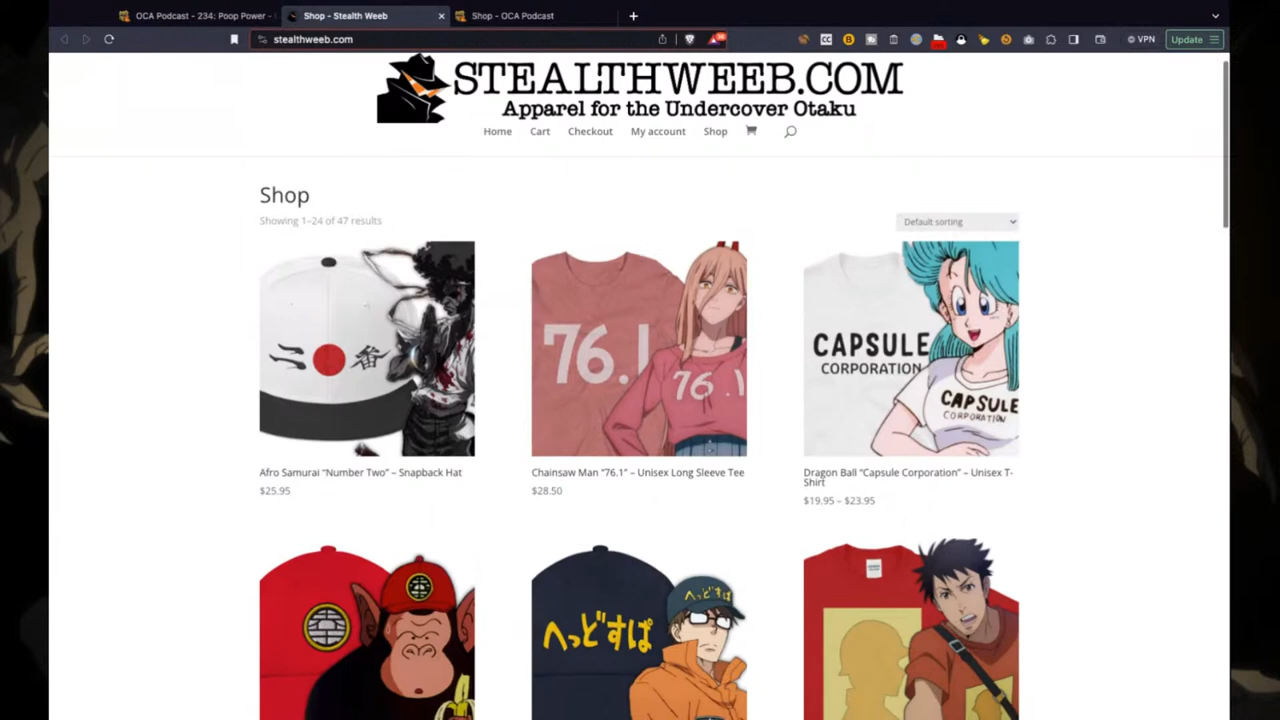 OCA Podcast - 234: Poop Power -
Shop - Stealth Weeb
Shop - OCA Podcast
stealthweeb.com
VPN
Update
STEALTHWEEB.COM
Apparel for the Undercover Otaku
Home Cart Checkout My account Shop
Shop
Showing 1–24 of 47 results
Default sorting
二 番
76.1
76.1
CAPSULE
CORPORATION
CAPSULE
CORPORATION
Afro Samurai “Number Two” – Snapback Hat
$25.95
Chainsaw Man “76.1” – Unisex Long Sleeve Tee
$28.50
Dragon Ball “Capsule Corporation” – Unisex T-
Shirt
$19.95 – $23.95
へっどすぱ
へっどすぱ